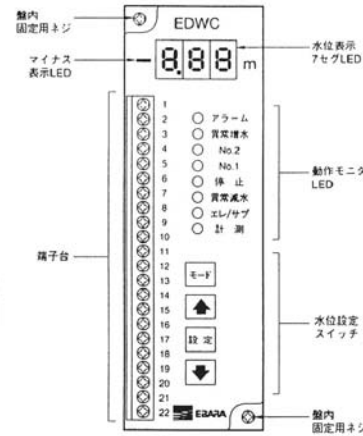 盤内
固定用ネジ
EDWC
マイナス
表示LED
8.88 m
水位表示
7セグLED
端子台
1
2
3
4
5
6
7
8
9
10
11
12
13
14
15
16
17
18
19
20
21
22
アラーム
異常増水
No.2
No.1
停 止
異常減水
エレ/サブ
計 測
動作モニタ
LED
モード
設 定
水位設定
スイッチ
EBARA
盤内
固定用ネジ